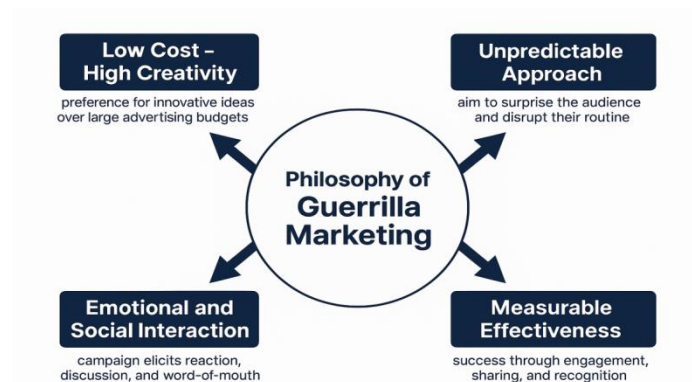 Low Cost –
High Creativity
preference for innovative ideas
over large advertising budgets
Unpredictable
Approach
aim to surprise the audience
and disrupt their routine
Philosophy of
Guerrilla
Marketing
Emotional and
Social Interaction
campaign elicits reaction,
discussion, and word-of-mouth
Measurable
Effectiveness
success through engagement,
sharing, and recognition